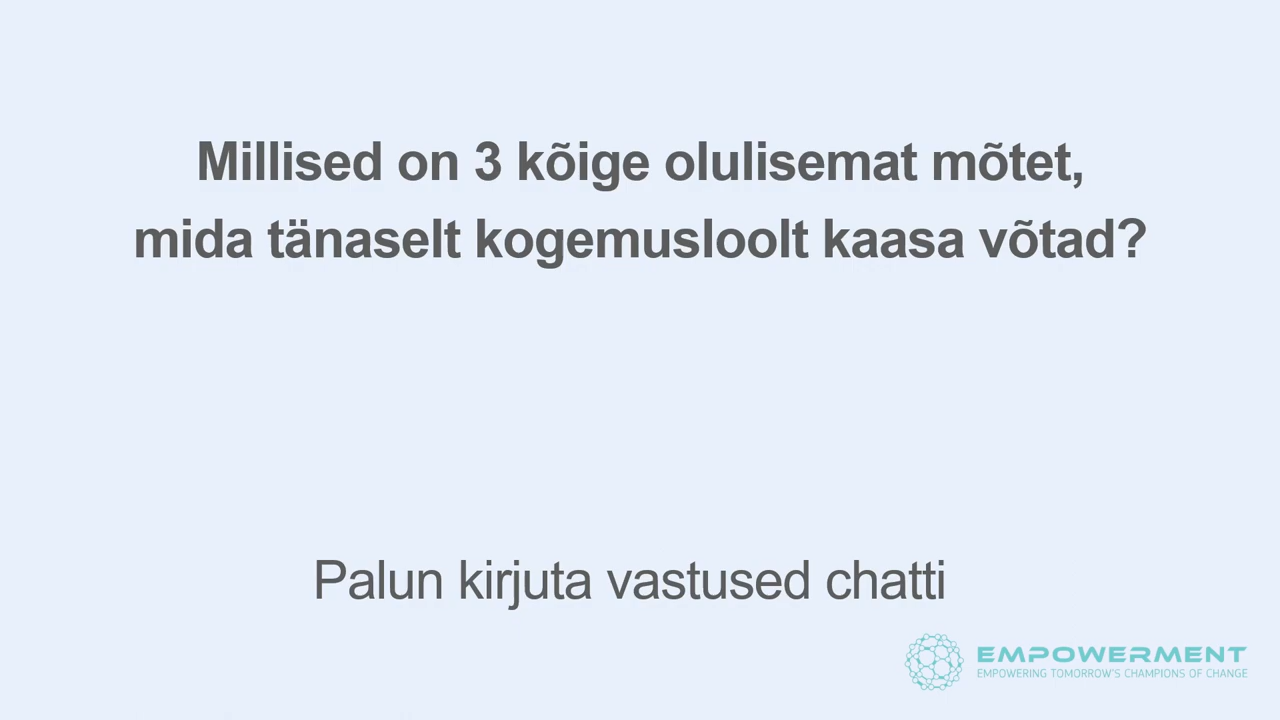 Millised on 3 kõige olulisemat mõtet,
mida tänaselt kogemusloolt kaasa võtad?
Palun kirjuta vastused chatti
EMPOWERMENT
EMPOWERING TOMORROW'S CHAMPIONS OF CHANGE